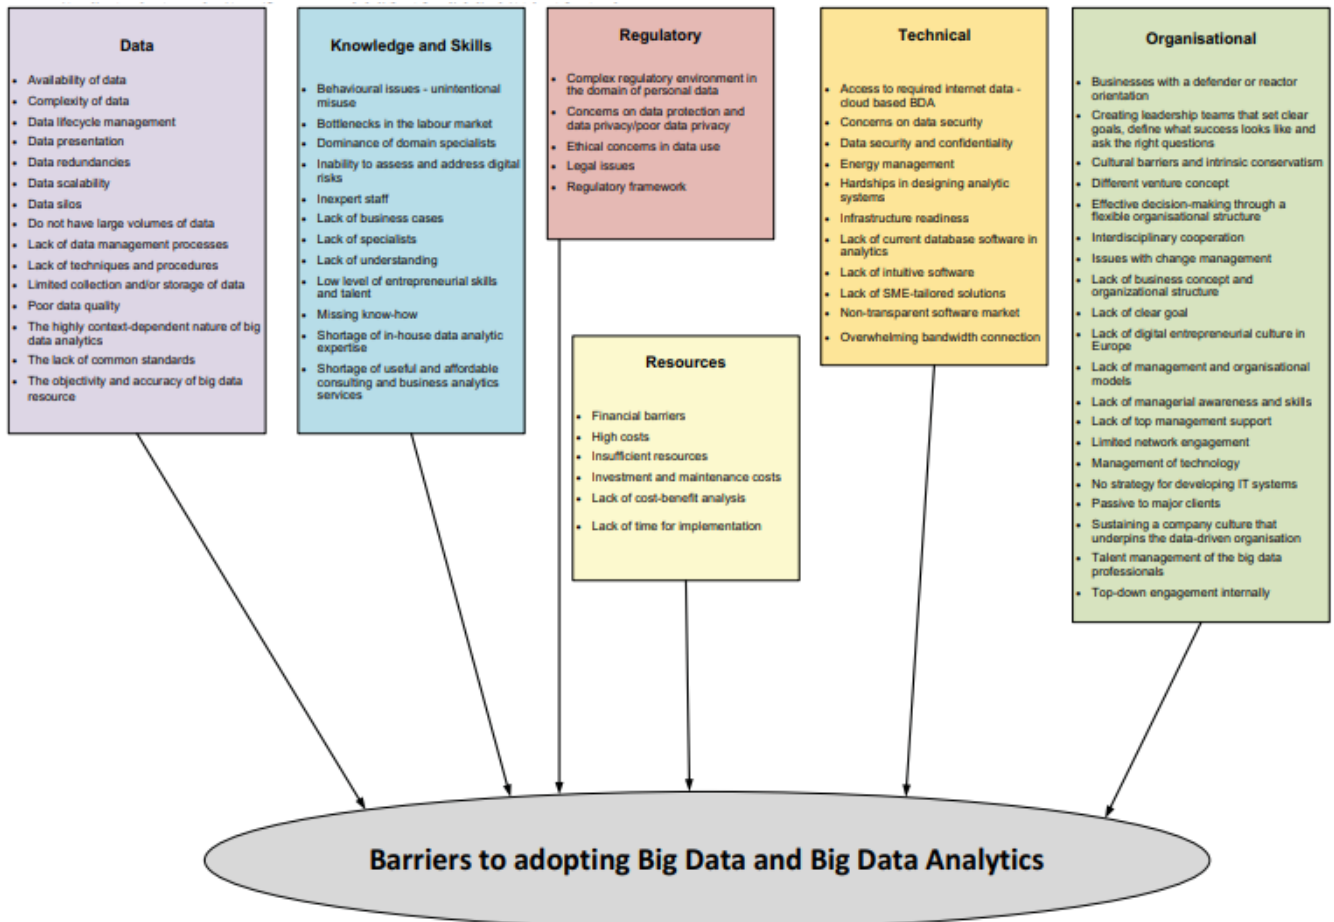 Data
• Availability of data
• Complexity of data
• Data lifecycle management
• Data presentation
• Data redundancies
• Data scalability
• Data silos
• Do not have large volumes of data
• Lack of data management processes
• Lack of techniques and procedures
• Limited collection and/or storage of data
• Poor data quality
• The highly context-dependent nature of big
data analytics
• The lack of common standards
• The objectivity and accuracy of big data
resource
Knowledge and Skills
• Behavioural issues - unintentional
misuse
• Bottlenecks in the labour market
• Dominance of domain specialists
• Inability to assess and address digital
risks
• Inexpert staff
• Lack of business cases
• Lack of specialists
• Lack of understanding
• Low level of entrepreneurial skills
and talent
• Missing know-how
• Shortage of in-house data analytic
expertise
• Shortage of useful and affordable
consulting and business analytics
services
Regulatory
• Complex regulatory environment in
the domain of personal data
• Concerns on data protection and
data privacy/poor data privacy
• Ethical concerns in data use
• Legal issues
• Regulatory framework
Resources
• Financial barriers
• High costs
• Insufficient resources
• Investment and maintenance costs
• Lack of cost-benefit analysis
• Lack of time for implementation
Technical
• Access to required internet data -
cloud based BDA
• Concerns on data security
• Data security and confidentiality
• Energy management
• Hardships in designing analytic
systems
• Infrastructure readiness
• Lack of current database software in
analytics
• Lack of intuitive software
• Lack of SME-tailored solutions
• Non-transparent software market
• Overwhelming bandwidth connection
Organisational
• Businesses with a defender or reactor
orientation
• Creating leadership teams that set clear
goals, define what success looks like and
ask the right questions
• Cultural barriers and intrinsic conservatism
• Different venture concept
• Effective decision-making through a
flexible organisational structure
• Interdisciplinary cooperation
• Issues with change management
• Lack of business concept and
organizational structure
• Lack of clear goal
• Lack of digital entrepreneurial culture in
Europe
• Lack of management and organisational
models
• Lack of managerial awareness and skills
• Lack of top management support
• Limited network engagement
• Management of technology
• No strategy for developing IT systems
• Passive to major clients
• Sustaining a company culture that
underpins the data-driven organisation
• Talent management of the big data
professionals
• Top-down engagement internally
Barriers to adopting Big Data and Big Data Analytics